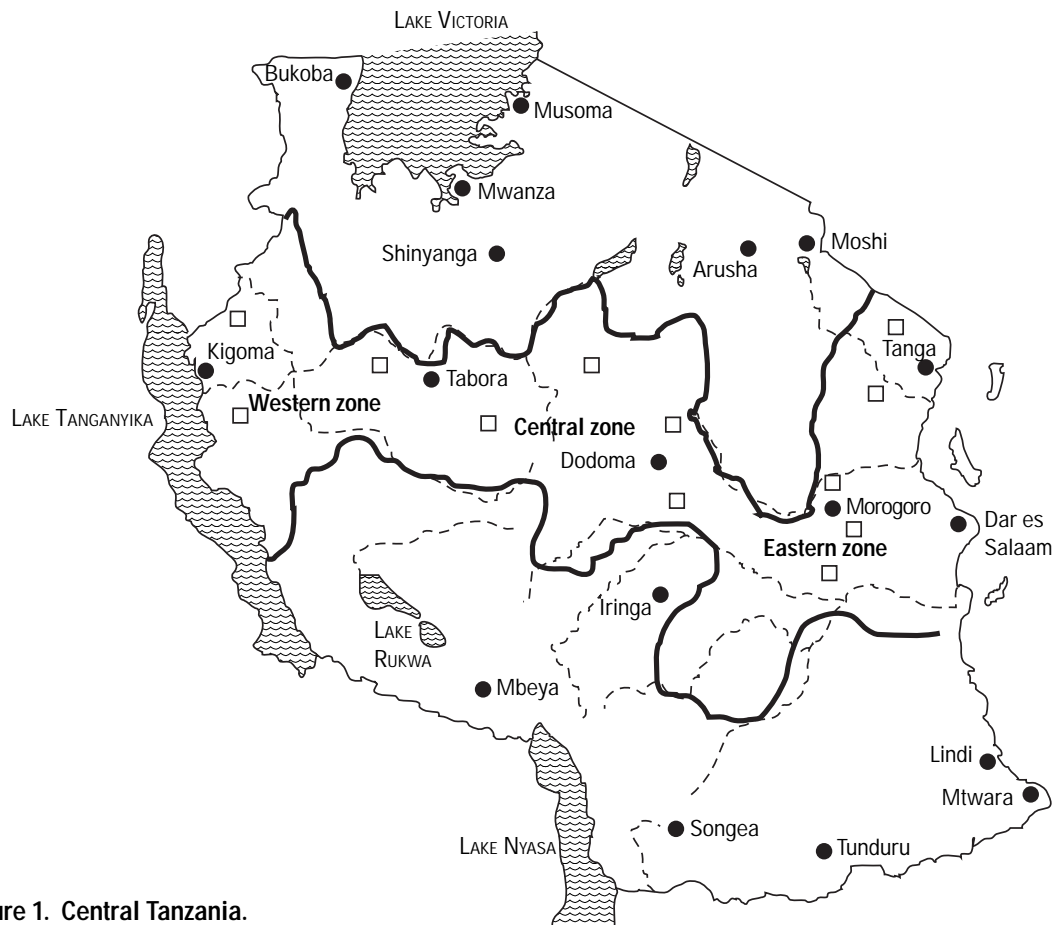 LAKE VICTORIA
Bukoba
Musoma
Mwanza
Shinyanga
Moshi
Arusha
Kigoma
Tanga
Tabora
Western zone
LAKE TANGANYIKA
Central zone
Dodoma
Morogoro
Dar es
Salaam
Eastern zone
Iringa
LAKE
RUKWA
Mbeya
Lindi
Mtwara
Songea
LAKE NYASA
Tunduru
ure 1. Central Tanzania.